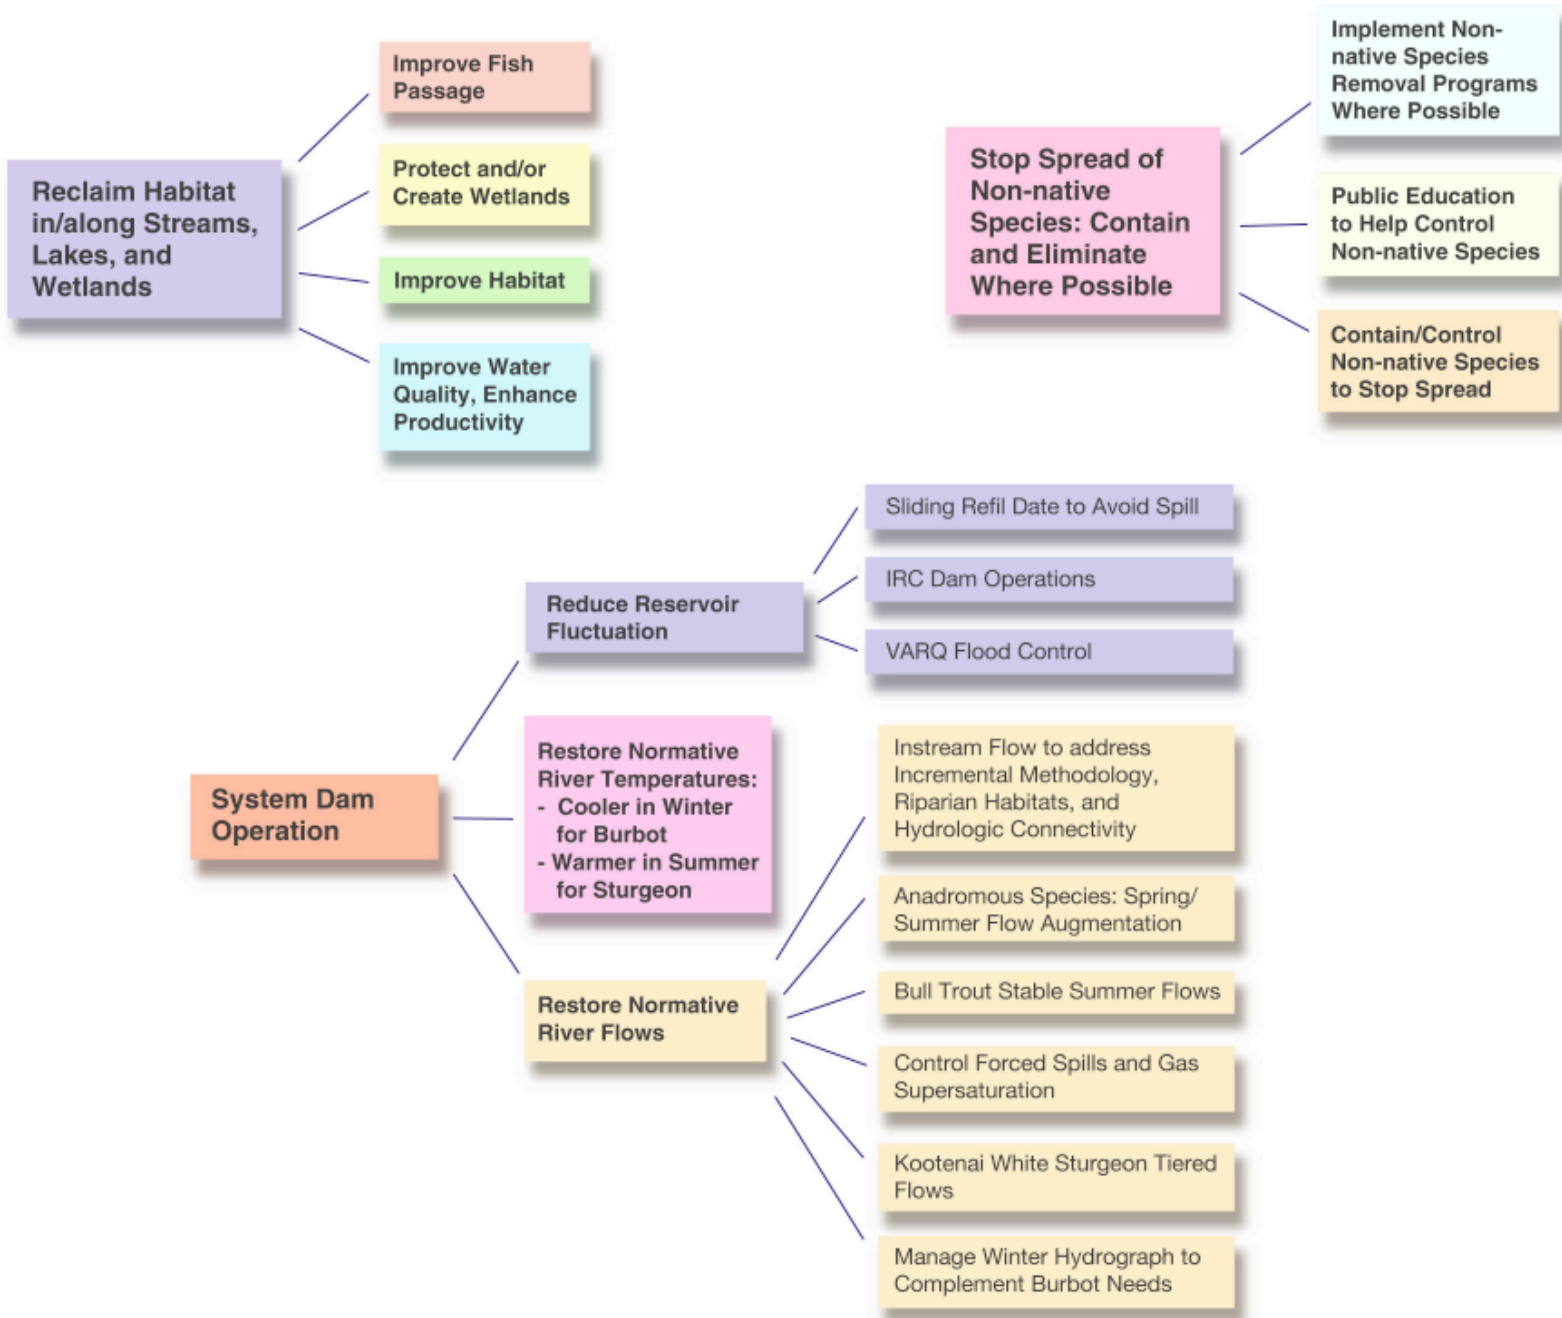 Reclaim Habitat
in/along Streams,
Lakes, and
Wetlands
Improve Fish
Passage
Protect and/or
Create Wetlands
Improve Habitat
Improve Water
Quality, Enhance
Productivity
Stop Spread of
Non-native
Species: Contain
and Eliminate
Where Possible
Implement Non-
native Species
Removal Programs
Where Possible
Public Education
to Help Control
Non-native Species
Contain/Control
Non-native Species
to Stop Spread
System Dam
Operation
Reduce Reservoir
Fluctuation
Sliding Refil Date to Avoid Spill
IRC Dam Operations
VARQ Flood Control
Restore Normative
River Temperatures:
- Cooler in Winter
for Burbot
- Warmer in Summer
for Sturgeon
Restore Normative
River Flows
Instream Flow to address
Incremental Methodology,
Riparian Habitats, and
Hydrologic Connectivity
Anadromous Species: Spring/
Summer Flow Augmentation
Bull Trout Stable Summer Flows
Control Forced Spills and Gas
Supersaturation
Kootenai White Sturgeon Tiered
Flows
Manage Winter Hydrograph to
Complement Burbot Needs